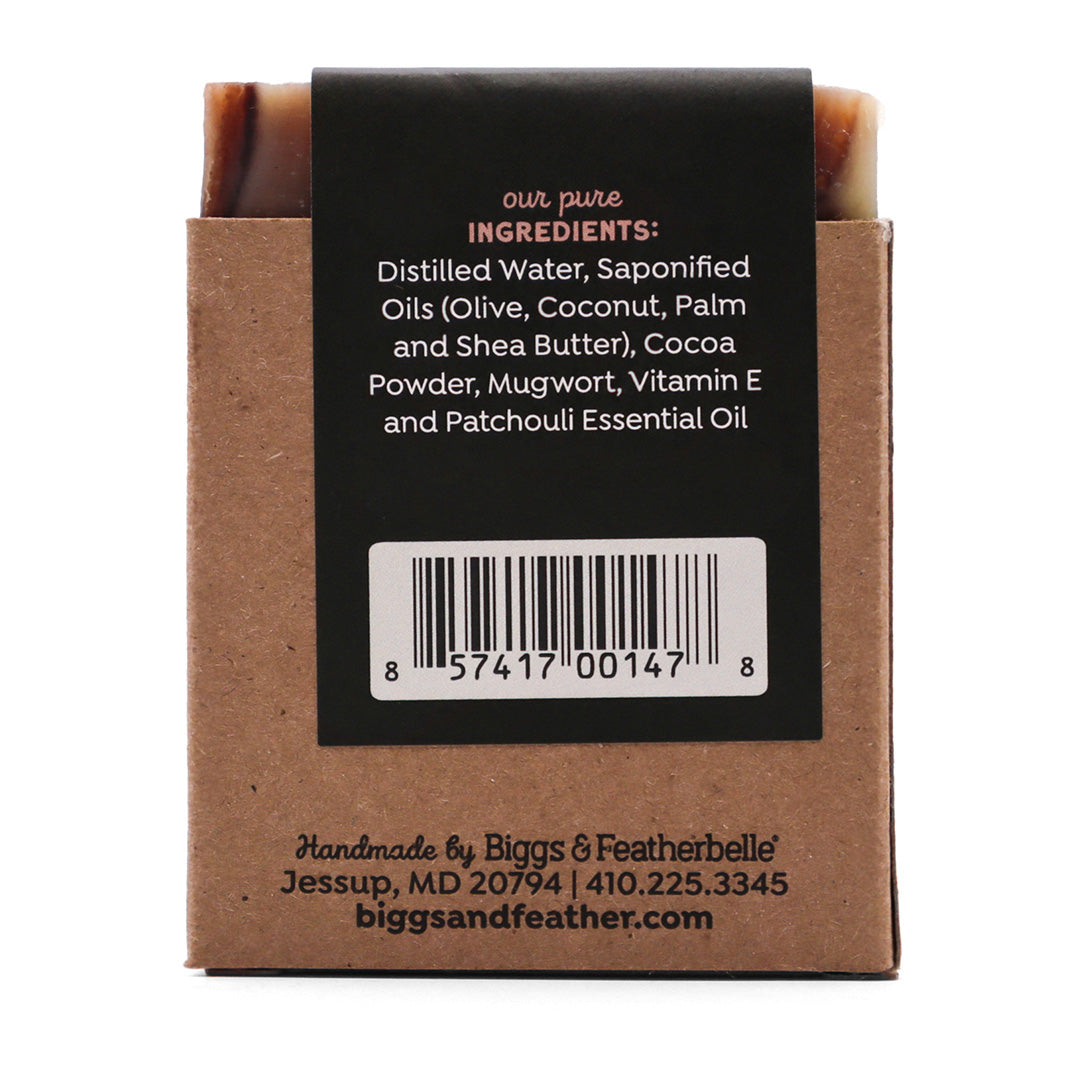 our pure
INGREDIENTS:
Distilled Water, Saponified
Oils (Olive, Coconut, Palm
and Shea Butter), Cocoa
Powder, Mugwort, Vitamin E
and Patchouli Essential Oil
8 57417 00147 8
Handmade by Biggs & Featherbelle®
Jessup, MD 20794 | 410.225.3345
biggsandfeather.com